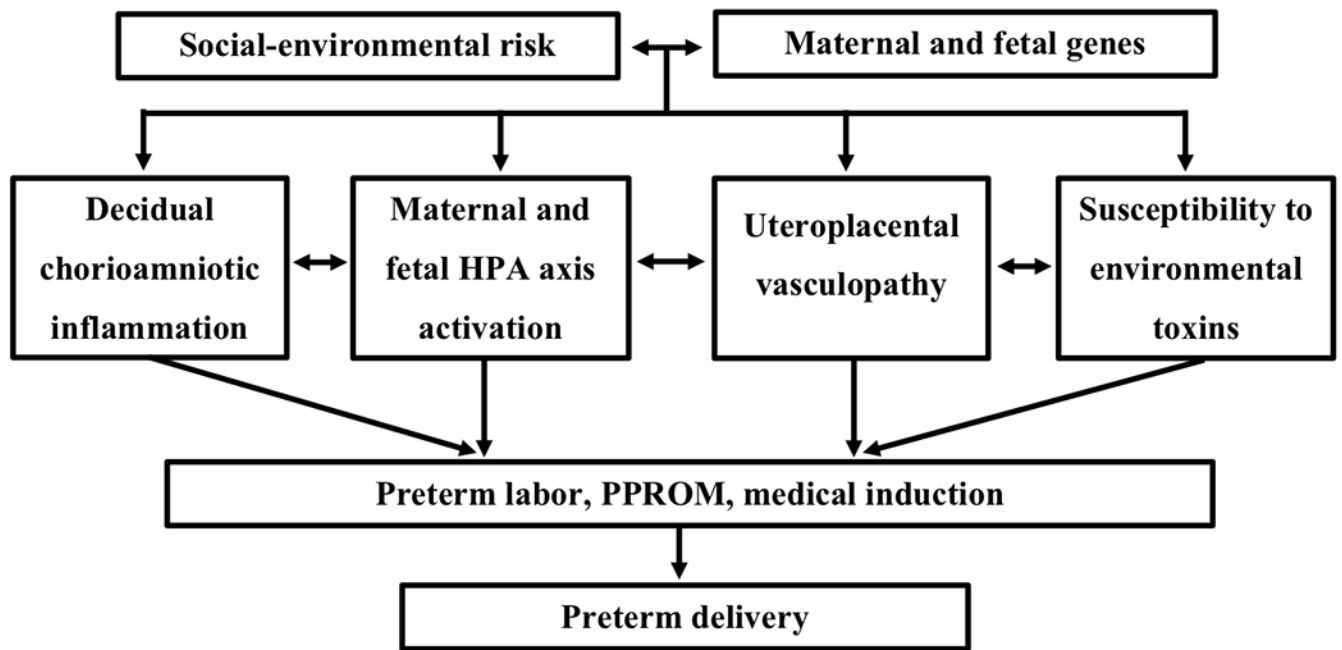 Social-environmental risk
Maternal and fetal genes
Decidual
chorioamniotic
inflammation
Maternal and
fetal HPA axis
activation
Uteroplacental
vasculopathy
Susceptibility to
environmental
toxins
Preterm labor, PPROM, medical induction
Preterm delivery